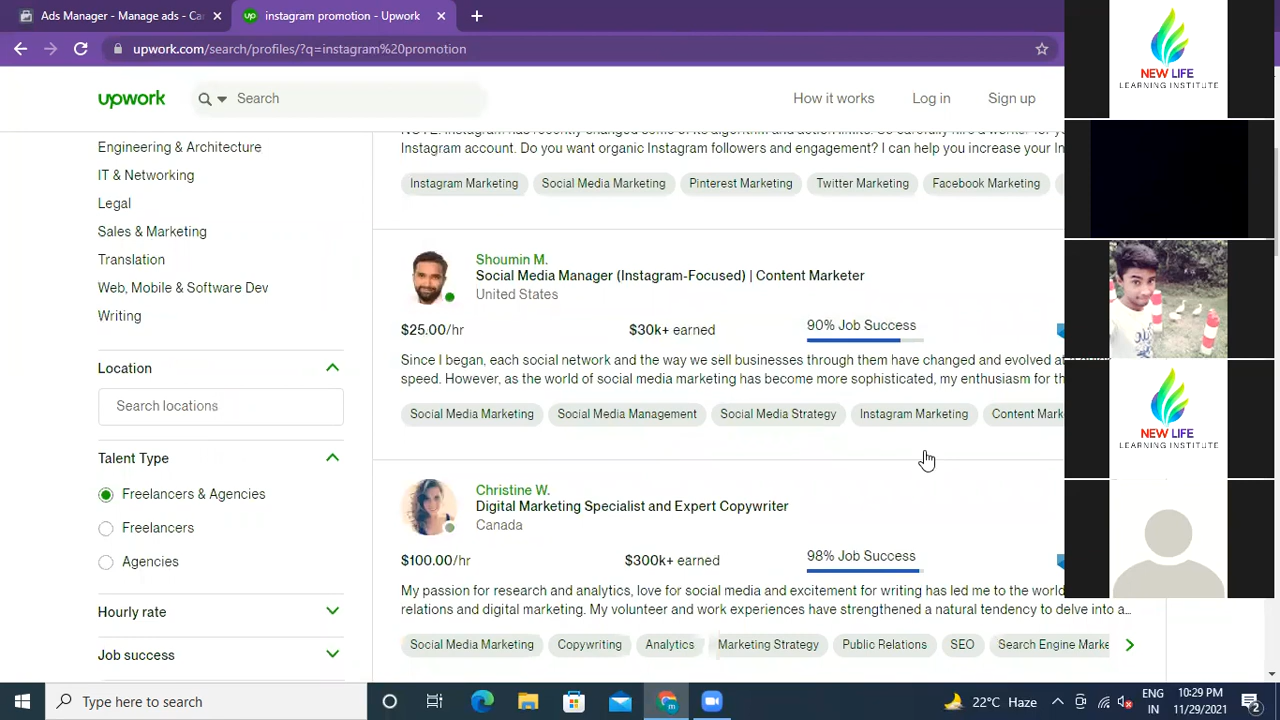 Ads Manager - Manage ads - Ca
instagram promotion - Upwork
upwork.com/search/profiles/?q=instagram%20promotion
upwork
Search
How it works
Log in
Sign up
Engineering & Architecture
IT & Networking
Legal
Sales & Marketing
Translation
Web, Mobile & Software Dev
Writing
Location
Search locations
Talent Type
Freelancers & Agencies
Freelancers
Agencies
Hourly rate
Job success
Instagram account. Do you want organic Instagram followers and engagement? I can help you increase your In
Instagram Marketing Social Media Marketing Pinterest Marketing Twitter Marketing Facebook Marketing
Shoumin M.
Social Media Manager (Instagram-Focused) | Content Marketer
United States
$25.00/hr $30k+ earned 90% Job Success
Since I began, each social network and the way we sell businesses through them have changed and evolved at
speed. However, as the world of social media marketing has become more sophisticated, my enthusiasm for th
Social Media Marketing Social Media Management Social Media Strategy Instagram Marketing Content Mark
Christine W.
Digital Marketing Specialist and Expert Copywriter
Canada
$100.00/hr $300k+ earned 98% Job Success
My passion for research and analytics, love for social media and excitement for writing has led me to the world
relations and digital marketing. My volunteer and work experiences have strengthened a natural tendency to delve into a...
Social Media Marketing Copywriting Analytics Marketing Strategy Public Relations SEO Search Engine Marke
NEW LIFE
LEARNING INSTITUTE
NEW LIFE
LEARNING INSTITUTE
Type here to search
22°C Haze
ENG
IN
10:29 PM
11/29/2021
2